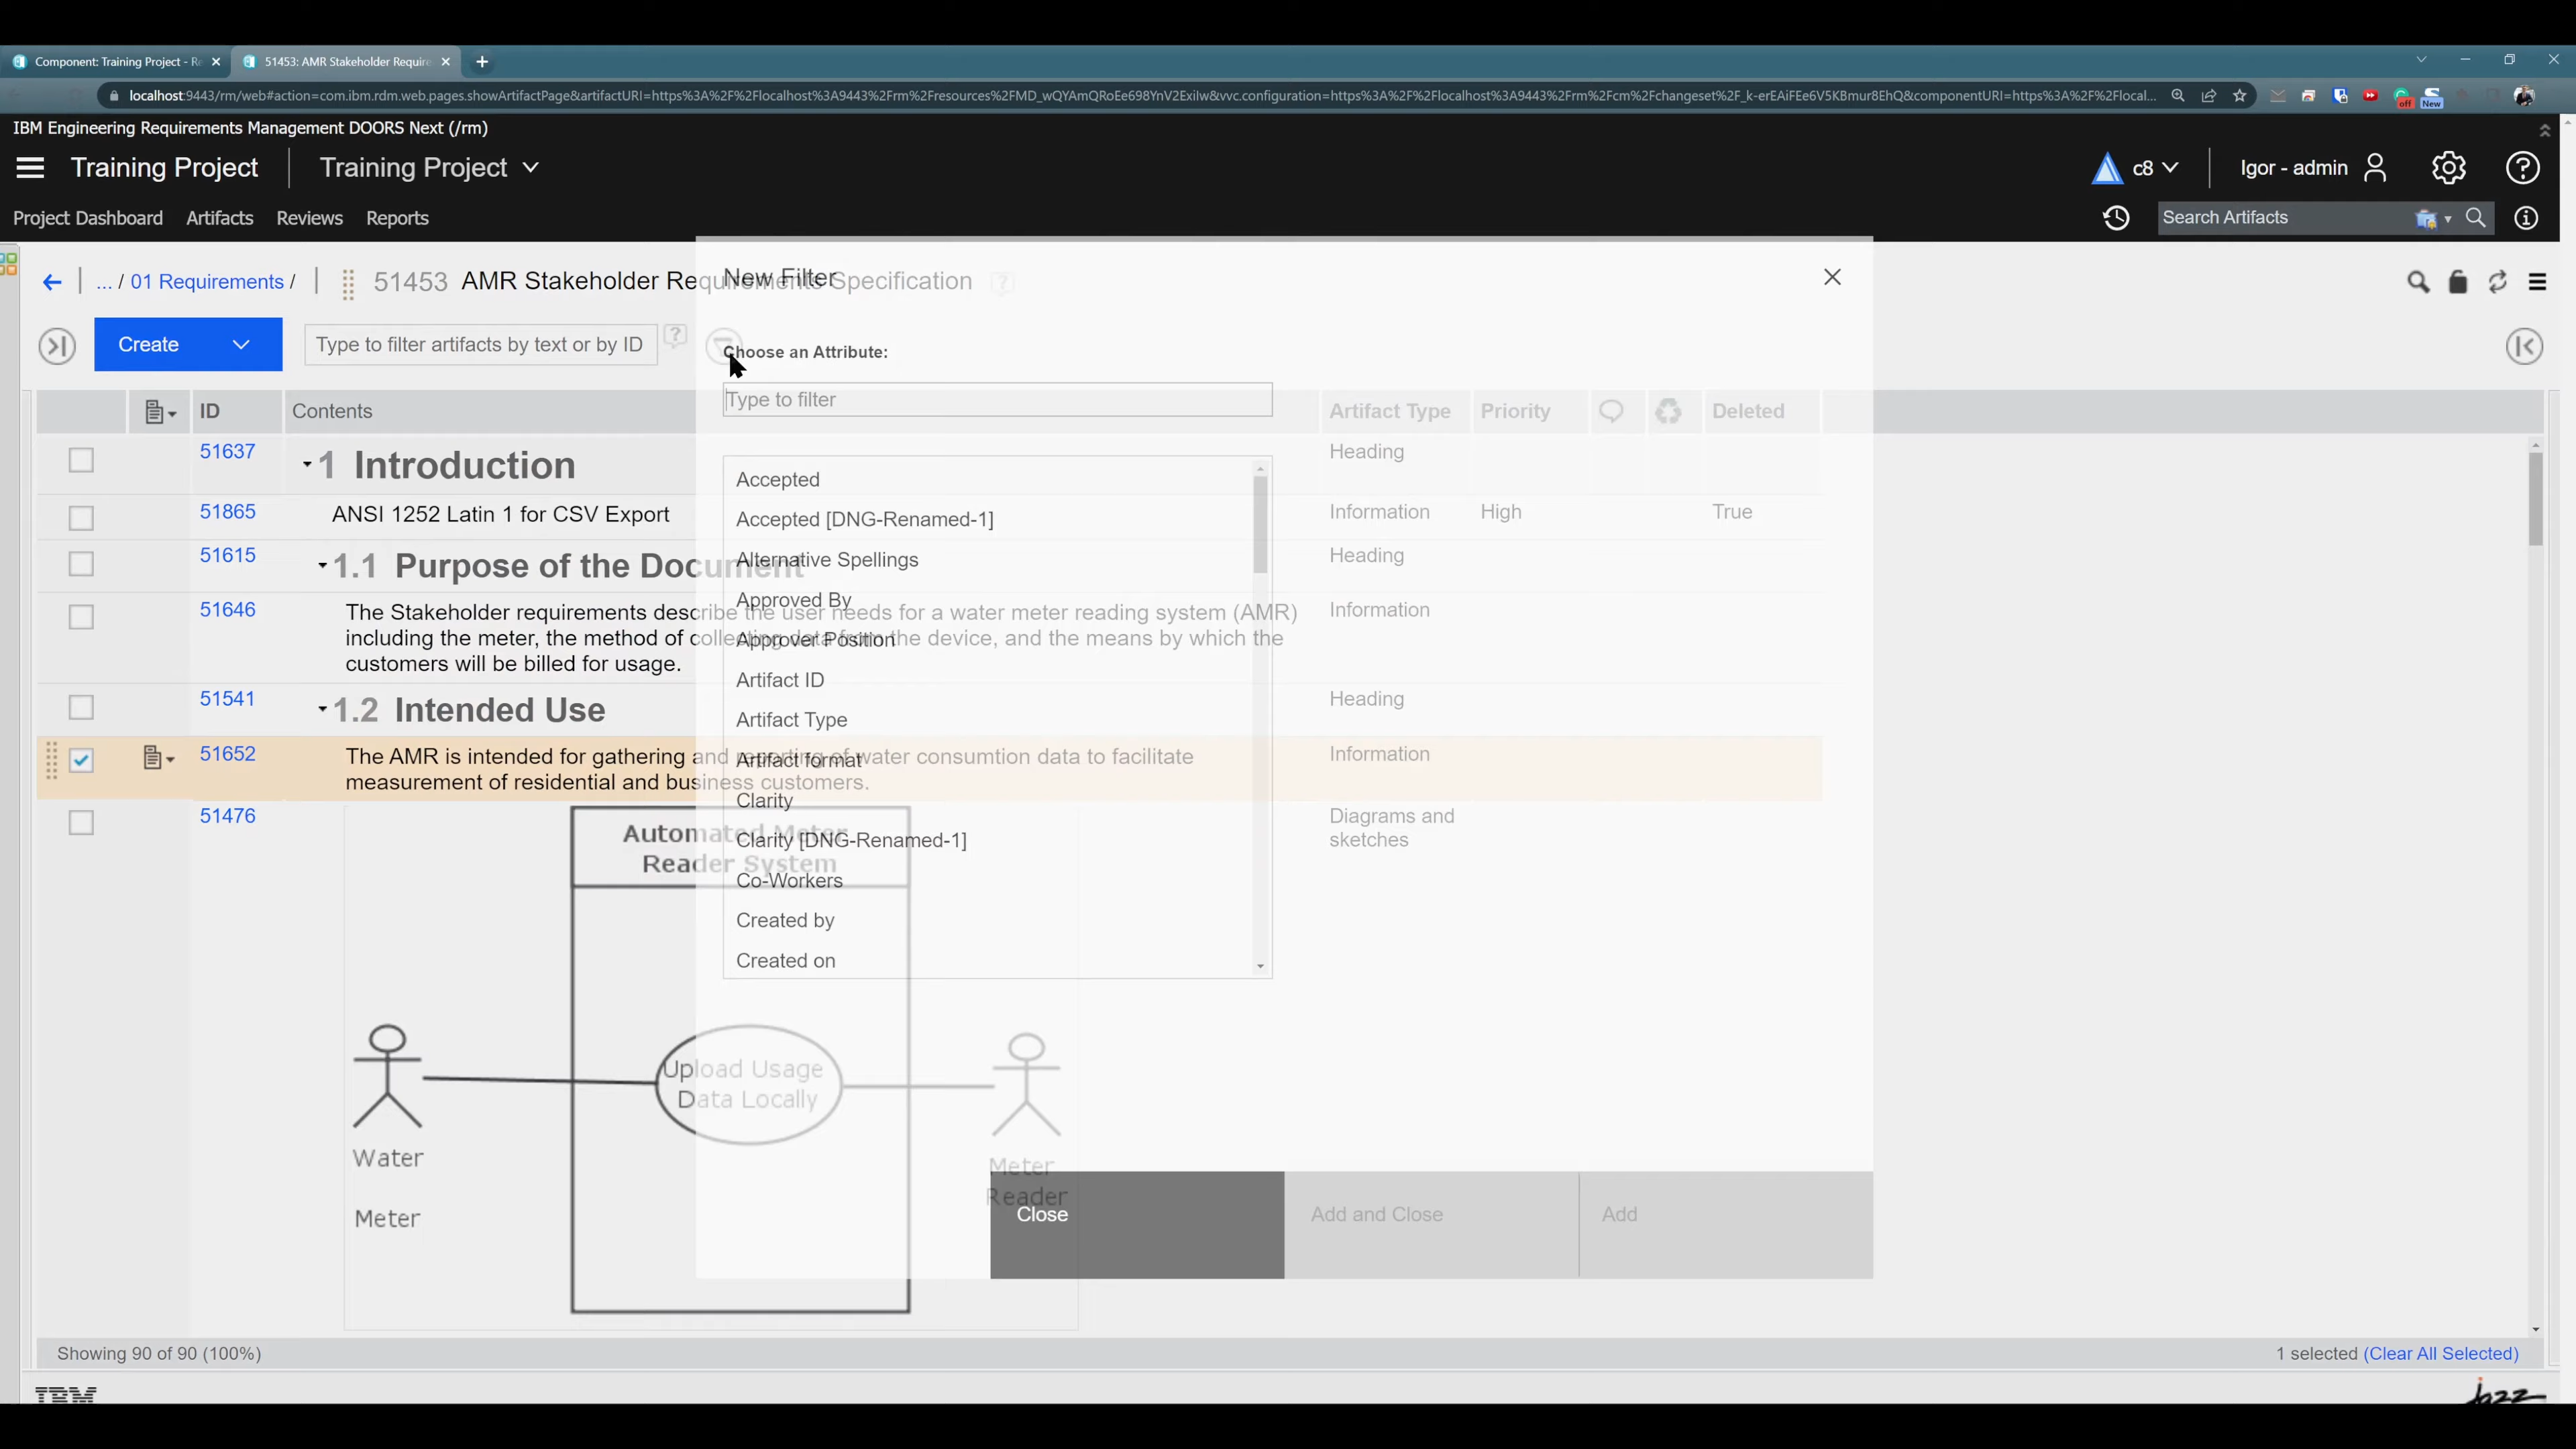 Component: Training Project - Re
51453: AMR Stakeholder Require
localhost:9443/rm/web#action=com.ibm.rdm.web.pages.showArtifactPage&artifactURI=https%3A%2F%2Flocalhost%3A9443%2Frm%2Fresources%2FMD_wQYAmQRoEe698YnV2Exilw&vvc.configuration=https%3A%2F%2Flocalhost%3A9443%2Frm%2Fcm%2Fchangeset%2F_k-erEAiFEe6V5KBmur8EhQ&componentURI=https%3A%2F%2Flocal...
off
New
IBM Engineering Requirements Management DOORS Next (/rm)
Training Project
Training Project
c8
Igor - admin
Project Dashboard
Artifacts
Reviews
Reports
Search Artifacts
... / 01 Requirements /
51453 AMR Stakeholder Requirements Specification
New Filter
Create
Type to filter artifacts by text or by ID
Choose an Attribute:
Type to filter
ID
Contents
Artifact Type
Priority
Deleted
51637
1 Introduction
Heading
51865
ANSI 1252 Latin 1 for CSV Export
Information
High
True
51615
1.1 Purpose of the Document
Heading
51646
The Stakeholder requirements describe the user needs for a water meter reading system (AMR)
including the meter, the method of collecting data from the device, and the means by which the
customers will be billed for usage.
Information
51541
1.2 Intended Use
Heading
51652
The AMR is intended for gathering and reporting of water consumtion data to facilitate
measurement of residential and business customers.
Information
51476
Diagrams and
sketches
Automated Meter
Reader System
Upload Usage
Data Locally
Water
Meter
Meter
Reader
Accepted
Accepted [DNG-Renamed-1]
Alternative Spellings
Approved By
Approver Position
Artifact ID
Artifact Type
Artifact format
Clarity
Clarity [DNG-Renamed-1]
Co-Workers
Created by
Created on
Close
Add and Close
Add
Showing 90 of 90 (100%)
1 selected (Clear All Selected)
IBM
jazz